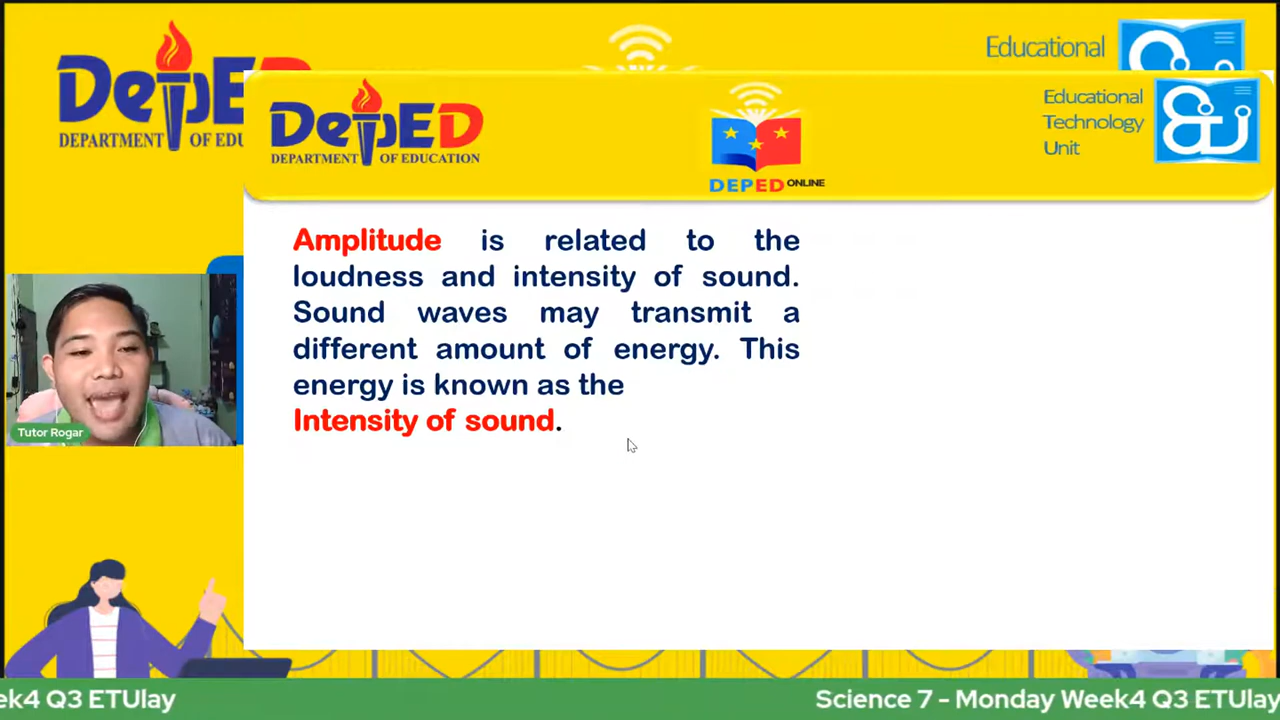 DepED
DEPARTMENT OF EDU
Educational
DepED
DEPARTMENT OF EDUCATION
DEPED ONLINE
Educational
Technology
Unit
Amplitude is related to the
loudness and intensity of sound.
Sound waves may transmit a
different amount of energy. This
energy is known as the
Intensity of sound.
Tutor Rogar
ek4 Q3 ETUlay
Science 7 - Monday Week4 Q3 ETUlay